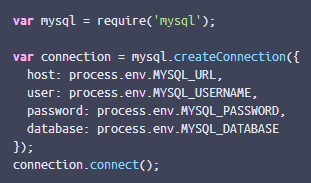 var mysql = require('mysql');
var connection = mysql.createConnection({
  host: process.env.MYSQL_URL,
  user: process.env.MYSQL_USERNAME,
  password: process.env.MYSQL_PASSWORD,
  database: process.env.MYSQL_DATABASE
});
connection.connect();